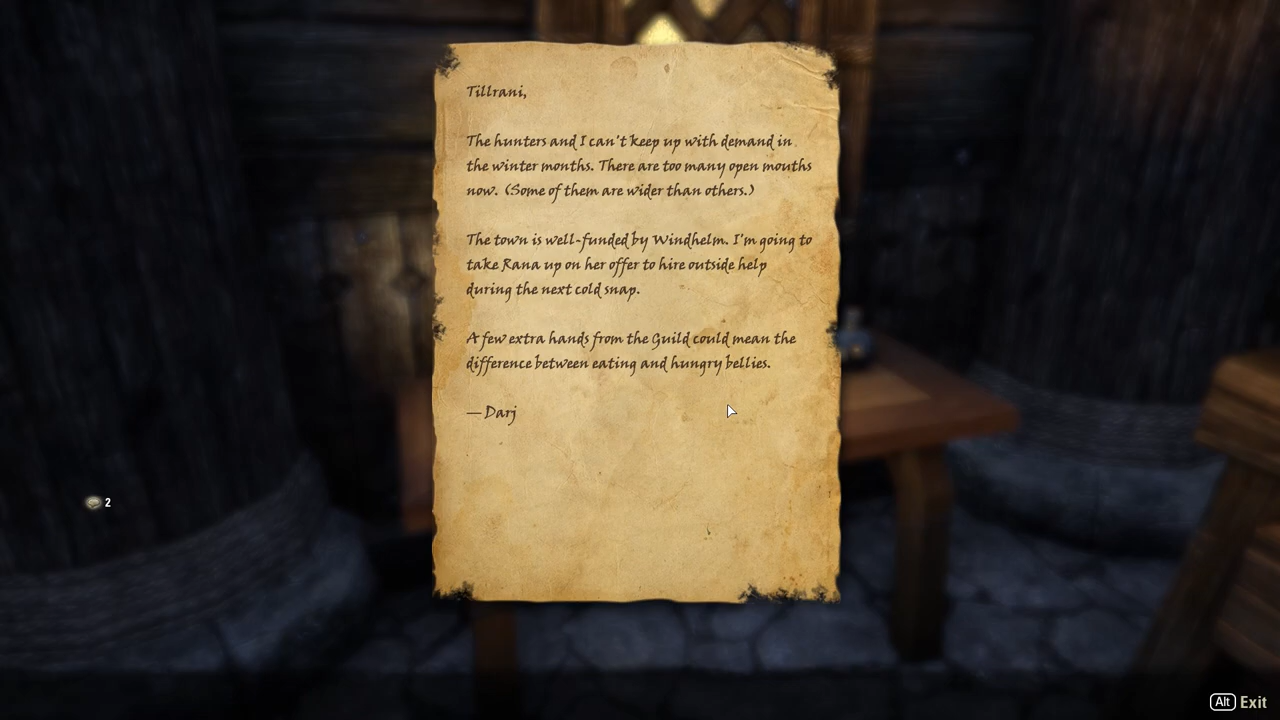 Tillrani,
The hunters and I can't keep up with demand in
the winter months. There are too many open mouths
now. (Some of them are wider than others.)
The town is well-funded by Windhelm. I'm going to
take Rana up on her offer to hire outside help
during the next cold snap.
A few extra hands from the Guild could mean the
difference between eating and hungry bellies.
— Darj
2
Alt Exit